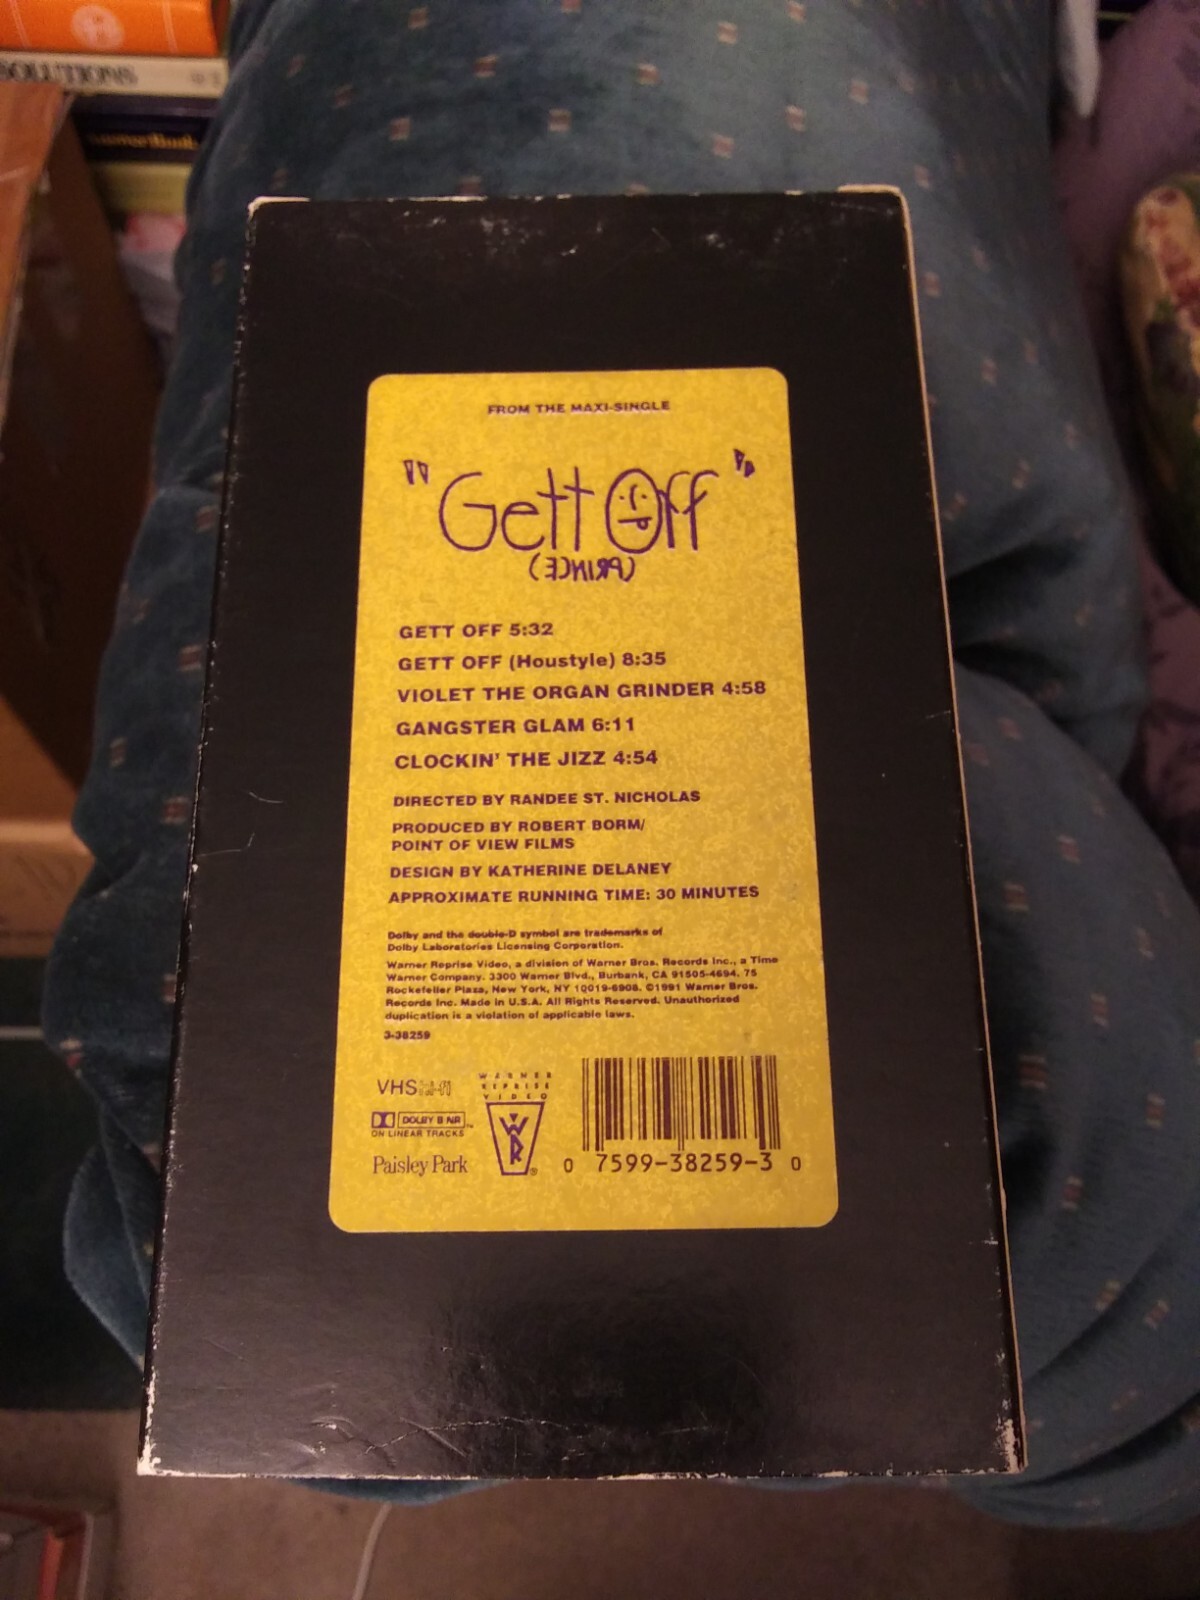 SOLUTIONS
FROM THE MAXI-SINGLE
"Gett Off"
(PRINCE)
GETT OFF 5:32
GETT OFF (Houstyle) 8:35
VIOLET THE ORGAN GRINDER 4:58
GANGSTER GLAM 6:11
CLOCKIN' THE JIZZ 4:54
DIRECTED BY RANDEE ST. NICHOLAS
PRODUCED BY ROBERT BORM/
POINT OF VIEW FILMS
DESIGN BY KATHERINE DELANEY
APPROXIMATE RUNNING TIME: 30 MINUTES
Dolby and the double-D symbol are trademarks of
Dolby Laboratories Licensing Corporation.
Warner Reprise Video, a division of Warner Bros. Records Inc., a Time
Warner Company. 3300 Warner Blvd., Burbank, CA 91505-4694. 75
Rockefeller Plaza, New York, NY 10019-6908. ©1991 Warner Bros.
Records Inc. Made in U.S.A. All Rights Reserved. Unauthorized
duplication is a violation of applicable laws.
3-38259
VHS hi-fi
DOLBY B NR™
ON LINEAR TRACKS
Paisley Park
WARNER
REPRISE
VIDEO
WR®
0 7599-38259-3 0